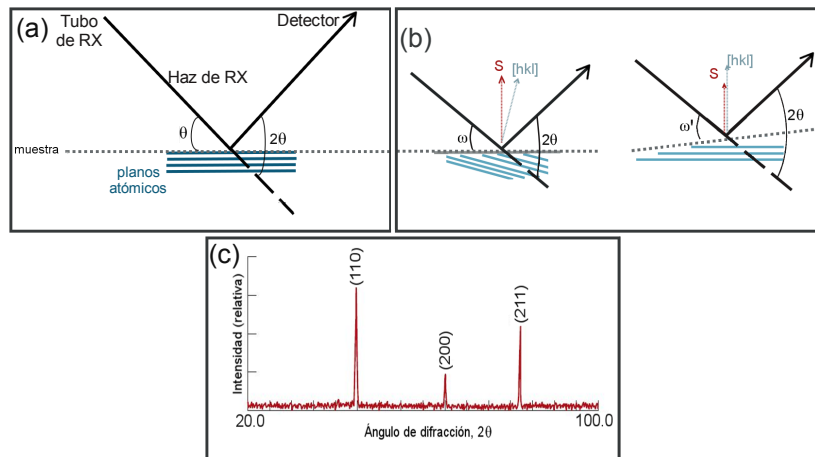 (a)
Tubo
de RX
Detector
Haz de RX
θ
2θ
muestra
planos
atómicos
(b)
S
[hkl]
ω
2θ
S
[hkl]
ω'
2θ
(c)
Intensidad (relativa)
(110)
(200)
(211)
20.0
100.0
Ángulo de difracción, 2θ